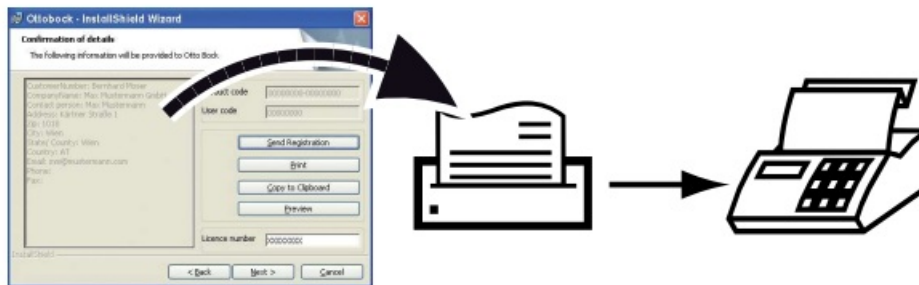 Ottobock - InstallShield Wizard
Confirmation of details
The following information will be provided to Otto Bock.
CustomerNumber: Bernhard Moser
CompanyName: Max Mustermann GmbH
Contact person: Max Mustermann
Address: Kärtner Straße 1
Zip: 1010
City: Wien
State/ County: Wien
Country: AT
Email:
Phone:
Fax:
code
User code
Send Registration
Print
Copy to Clipboard
Preview
Licence number
InstallShield
< Back
Next >
Cancel